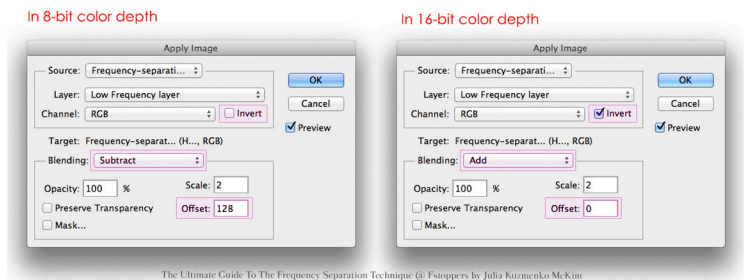 In 8-bit color depth
Apply Image
Source: Frequency-separati...
Layer: Low Frequency layer
Channel: RGB Invert
OK
Cancel
Preview
Target: Frequency-separat... (H..., RGB)
Blending: Subtract
Opacity: 100 % Scale: 2
Preserve Transparency Offset: 128
Mask...
In 16-bit color depth
Apply Image
Source: Frequency-separati...
Layer: Low Frequency layer
Channel: RGB Invert
OK
Cancel
Preview
Target: Frequency-separat... (H..., RGB)
Blending: Add
Opacity: 100 % Scale: 2
Preserve Transparency Offset: 0
Mask...
The Ultimate Guide To The Frequency Separation Technique @ Fstoppers by Julia Kuzmenko McKim